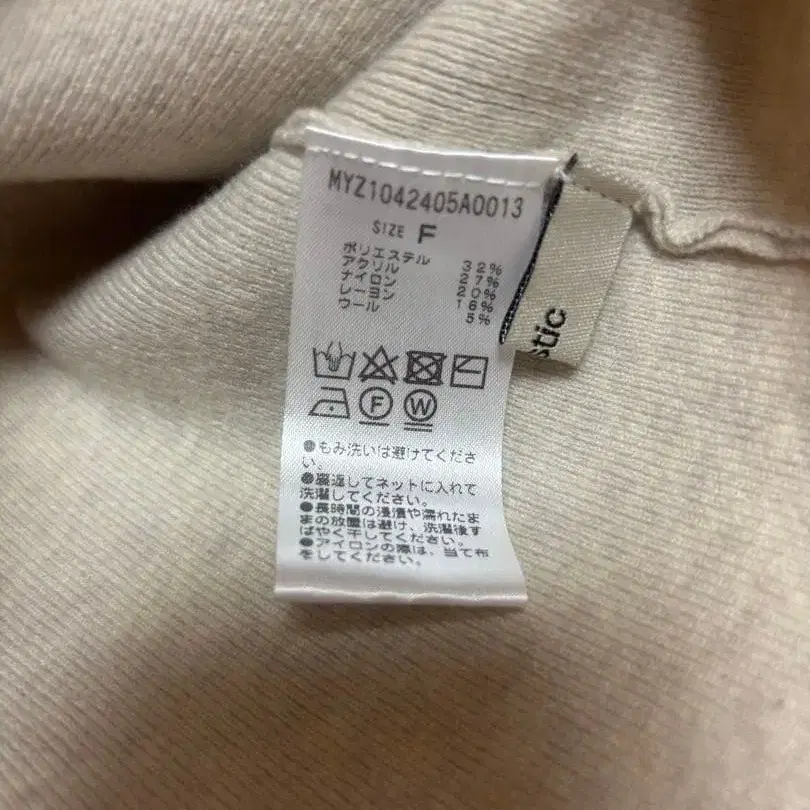 MYZ1042405A0013
SIZE F
ポリエステル 32%
アクリル 27%
ナイロン 20%
レーヨン 16%
ウール 5%
F W
●もみ洗いは避けてくださ
い。
●裏返してネットに入れて
洗濯してください。
●長時間の浸漬や濡れたま
まの放置は避け、洗濯後す
ばやく干してください。
●アイロンの際は、当て布
をしてください。
stic